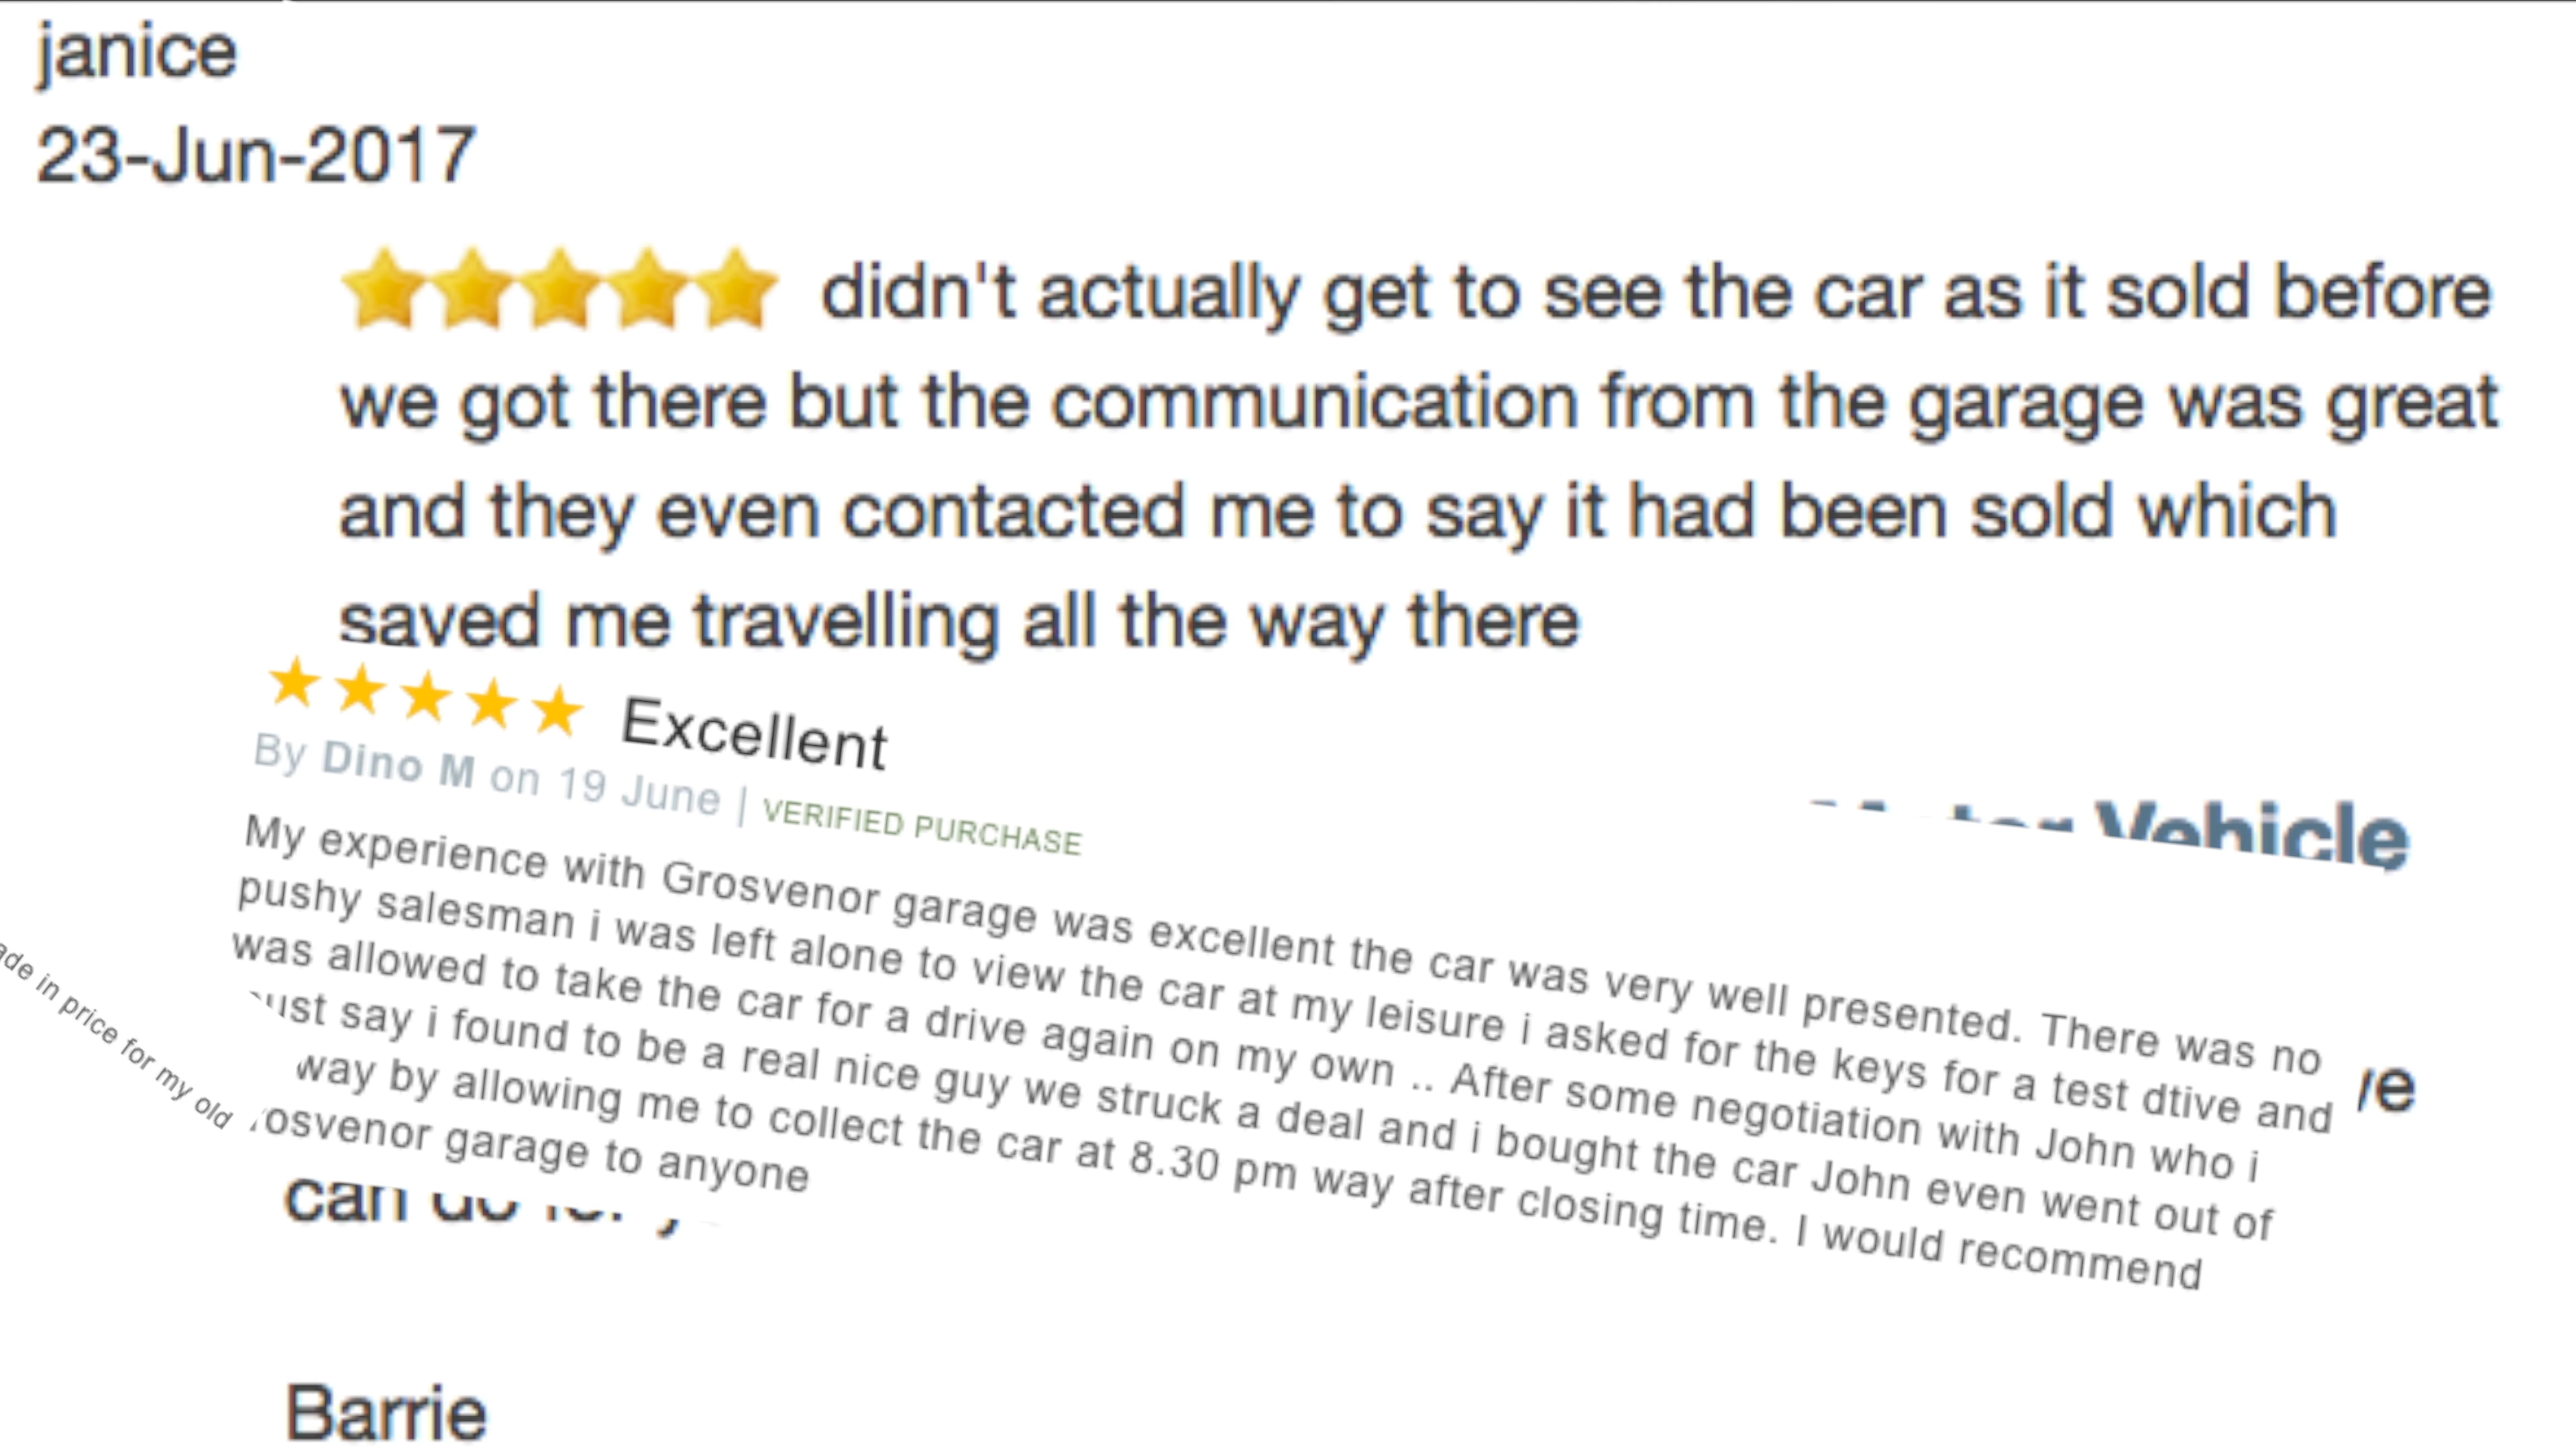 janice
23-Jun-2017
didn't actually get to see the car as it sold before
we got there but the communication from the garage was great
and they even contacted me to say it had been sold which
saved me travelling all the way there
Excellent
By Dino M on 19 June | VERIFIED PURCHASE
Vehicle
My experience with Grosvenor garage was excellent the car was very well presented. There was no
pushy salesman i was left alone to view the car at my leisure i asked for the keys for a test dtive and
was allowed to take the car for a drive again on my own .. After some negotiation with John who i
ust say i found to be a real nice guy we struck a deal and i bought the car John even went out of
way by allowing me to collect the car at 8.30 pm way after closing time. I would recommend
rosvenor garage to anyone
ade in price for my old
can do
Barrie